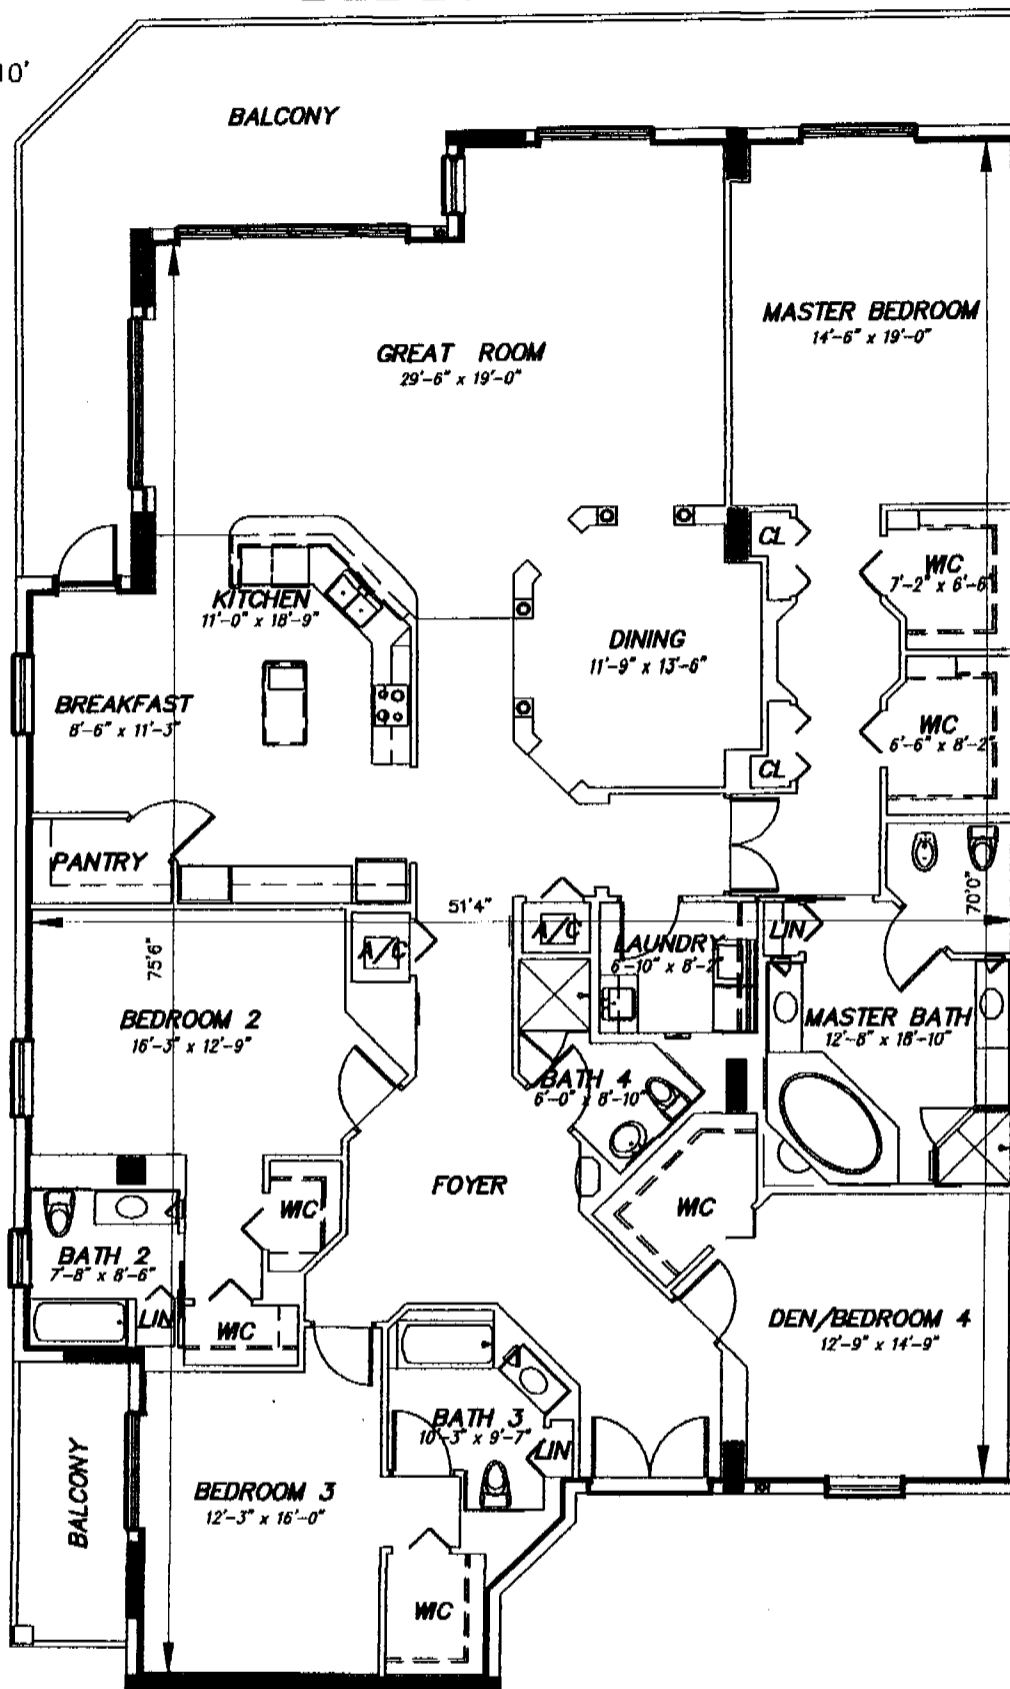 10'
BALCONY
MASTER BEDROOM
14'-6" x 19'-0"
GREAT ROOM
29'-6" x 19'-0"
CL
WIC
7'-2" x 6'-6"
KITCHEN
11'-0" x 18'-9"
DINING
11'-9" x 13'-6"
BREAKFAST
8'-6" x 11'-3"
WIC
6'-6" x 8'-2"
CL
PANTRY
51'4"
70'0"
75'6"
A/C
A/C
LAUNDRY
6'-10" x 8'-2"
LIN
BEDROOM 2
16'-3" x 12'-9"
MASTER BATH
12'-8" x 18'-10"
BATH 4
6'-0" x 8'-10"
FOYER
WIC
WIC
BATH 2
7'-8" x 8'-6"
LIN
WIC
DEN/BEDROOM 4
12'-9" x 14'-9"
BATH 3
10'-3" x 9'-7"
LIN
BALCONY
BEDROOM 3
12'-3" x 16'-0"
WIC